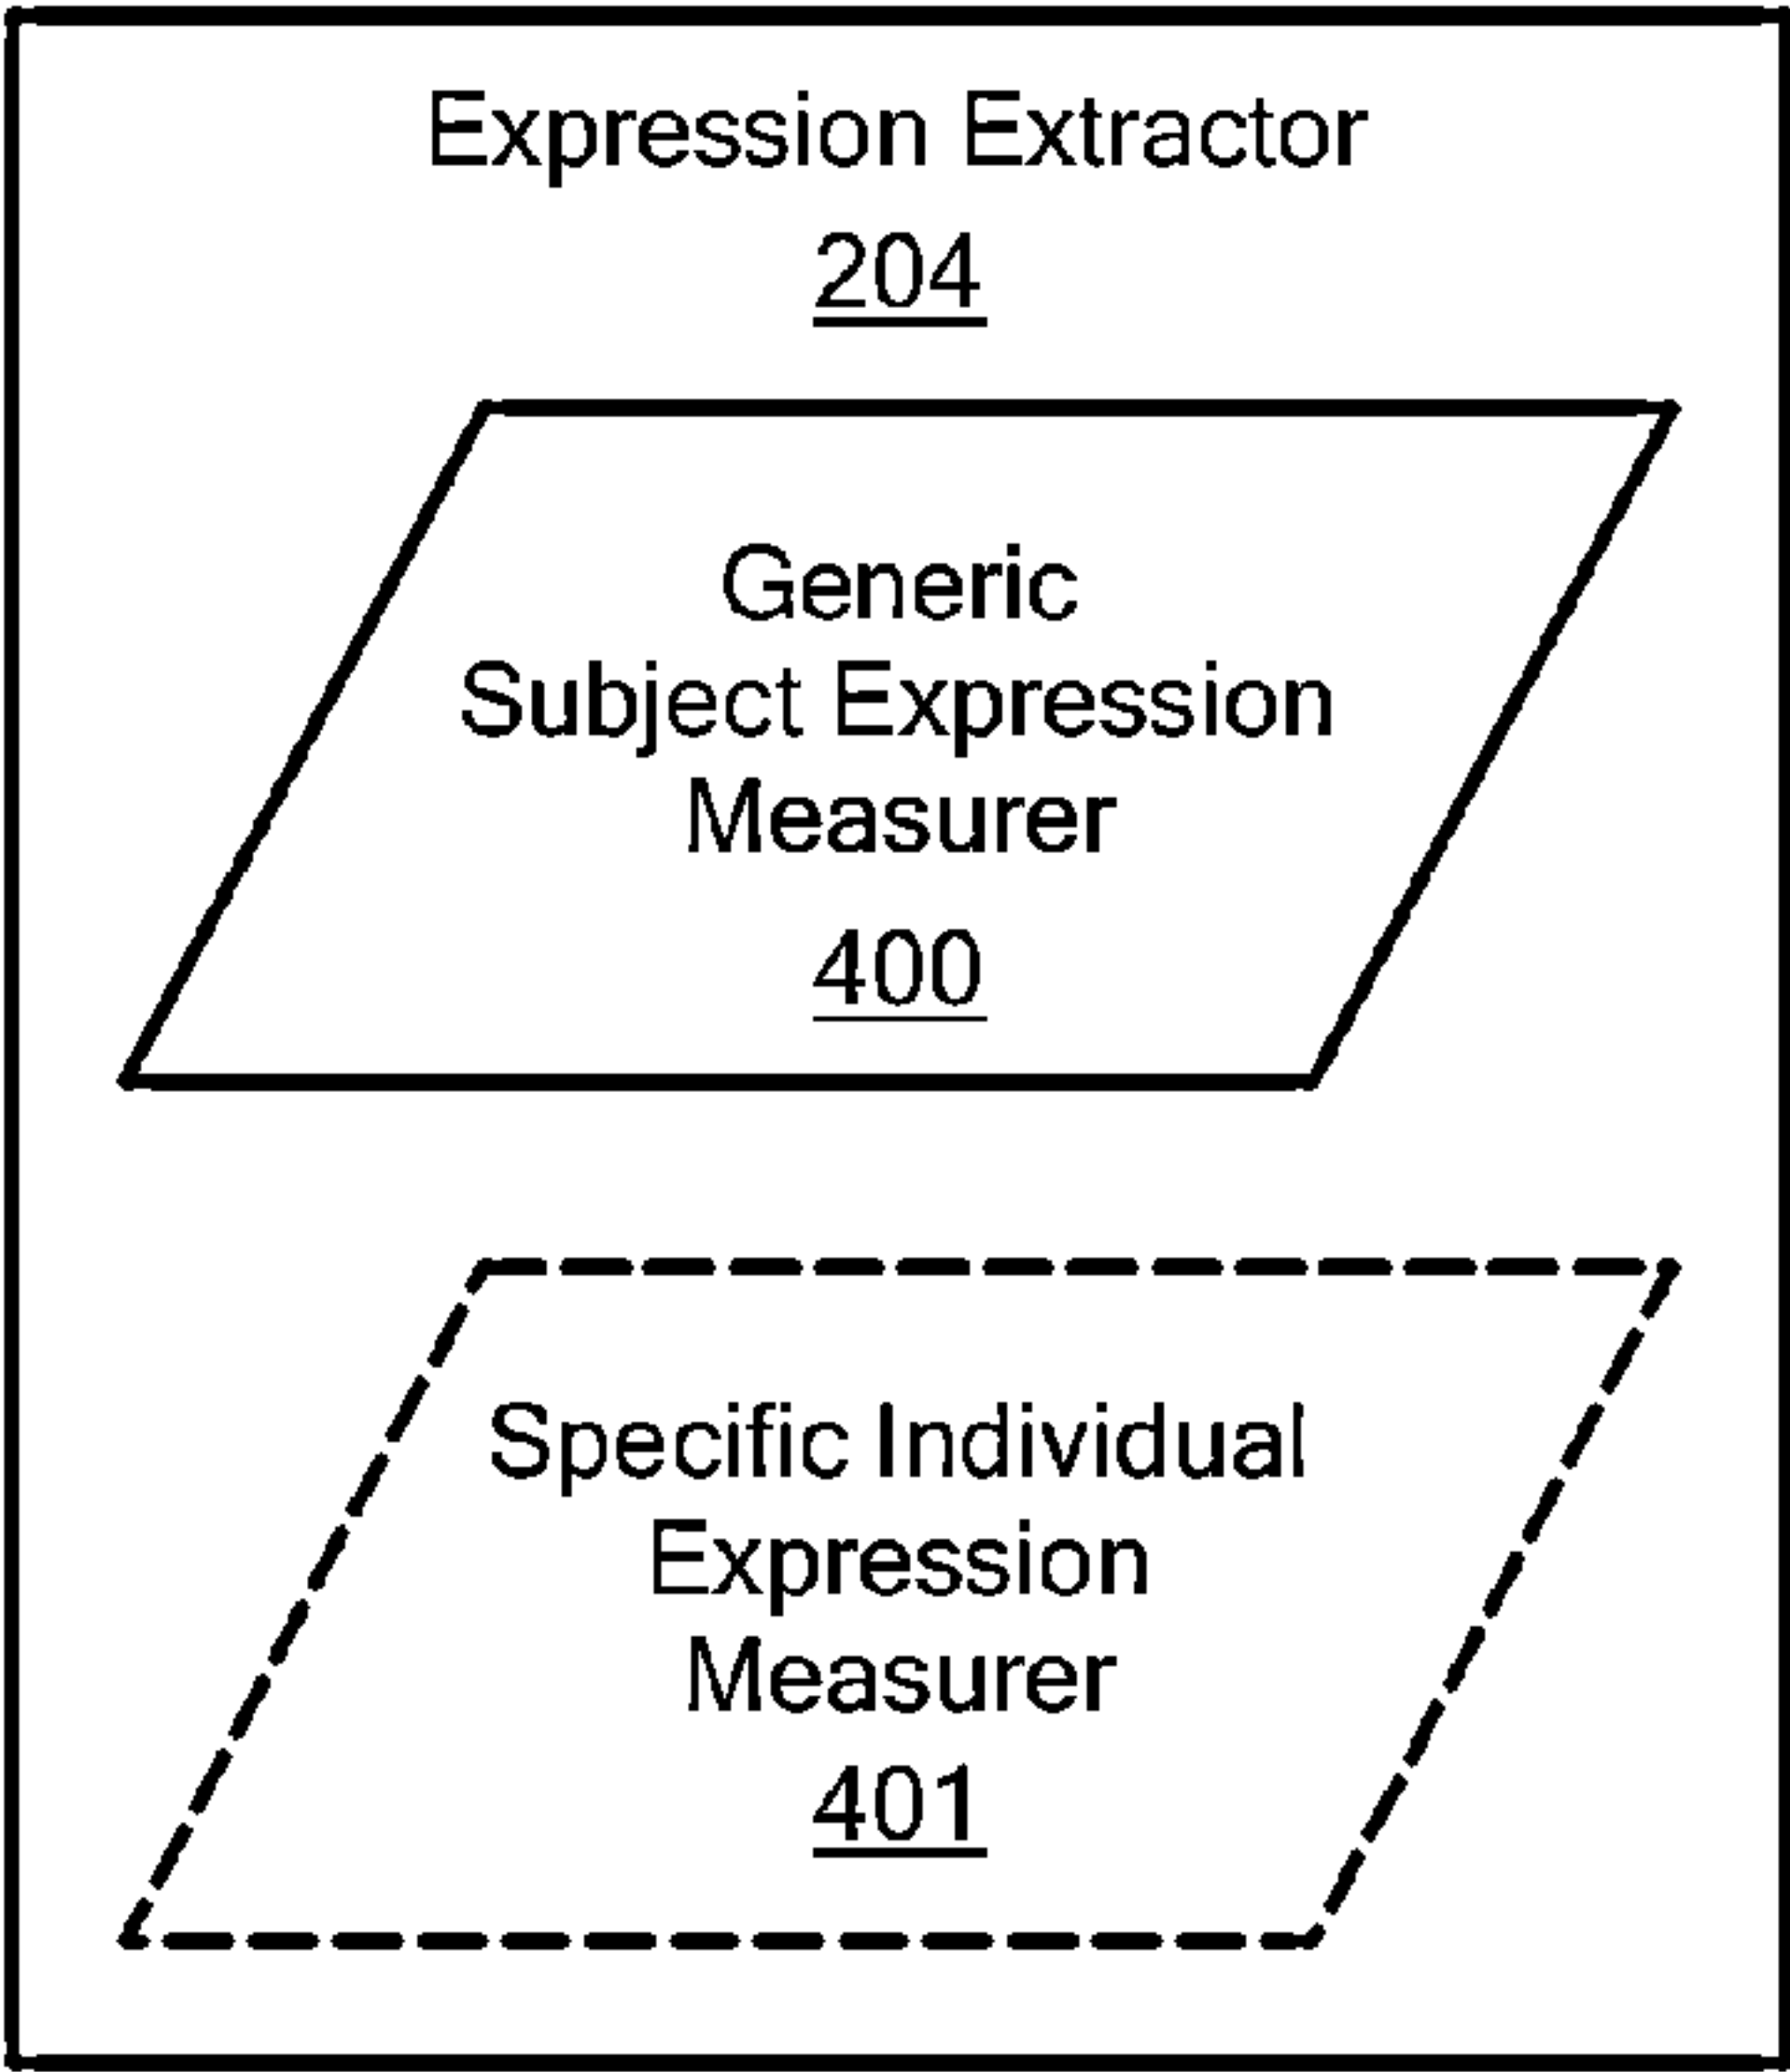 Expression Extractor
204
Generic
Subject Expression
Measurer
400
Specific Individual
Expression
Measurer
401